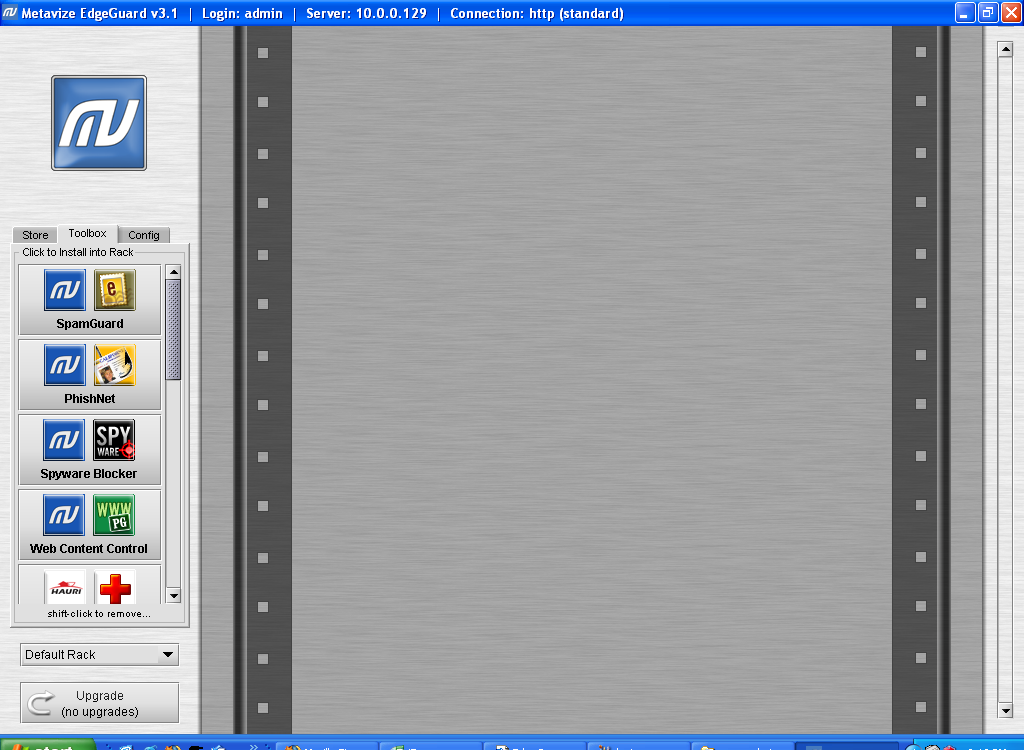 Metavize EdgeGuard v3.1 | Login: admin | Server: 10.0.0.129 | Connection: http (standard)
Store
Toolbox
Config
Click to Install into Rack
e
SpamGuard
PhishNet
SPY
WARE
Spyware Blocker
WWW
PG
Web Content Control
HAURI
shift-click to remove...
Default Rack
Upgrade
(no upgrades)
start